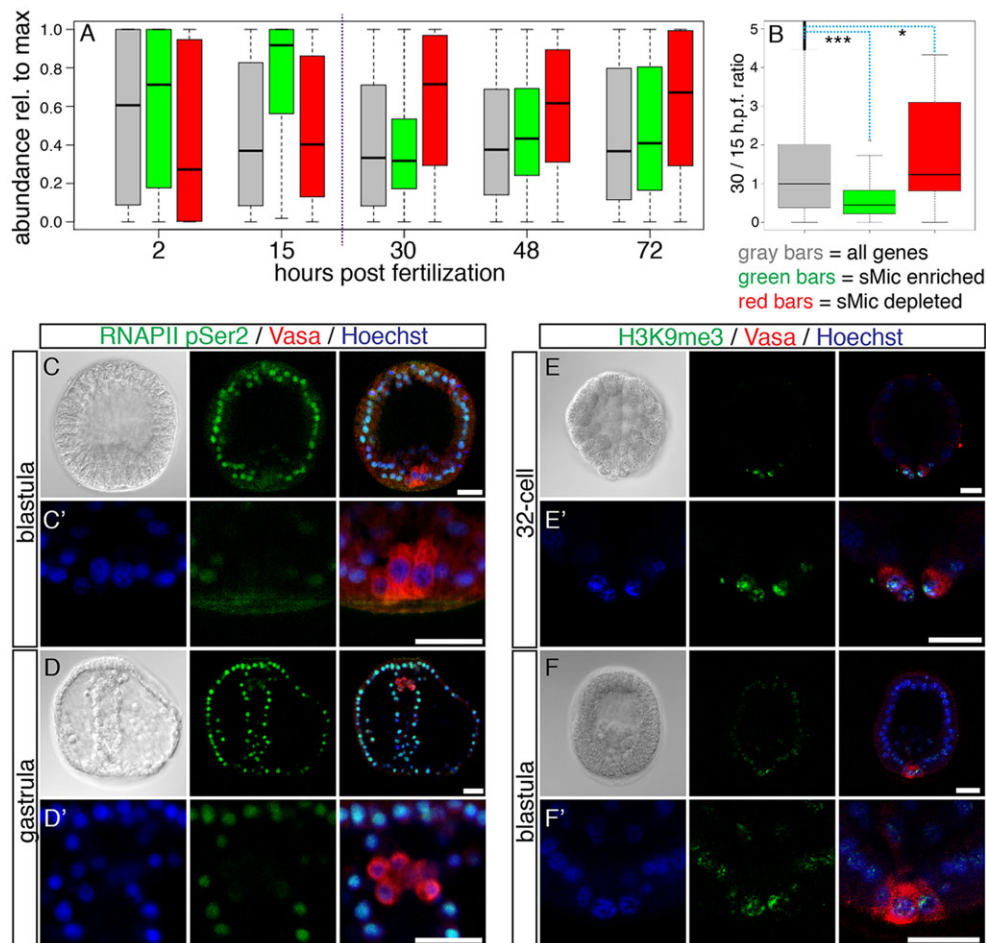 A
abundance rel. to max
1.0
0.8
0.6
0.4
0.2
0.0
2
15
30
48
72
hours post fertilization
B
30 / 15 h.p.f. ratio
5
4
3
2
1
0
***
*
gray bars = all genes
green bars = sMic enriched
red bars = sMic depleted
RNAPII pSer2 / Vasa / Hoechst
blastula
C
C'
gastrula
D
D'
H3K9me3 / Vasa / Hoechst
32-cell
E
E'
blastula
F
F'